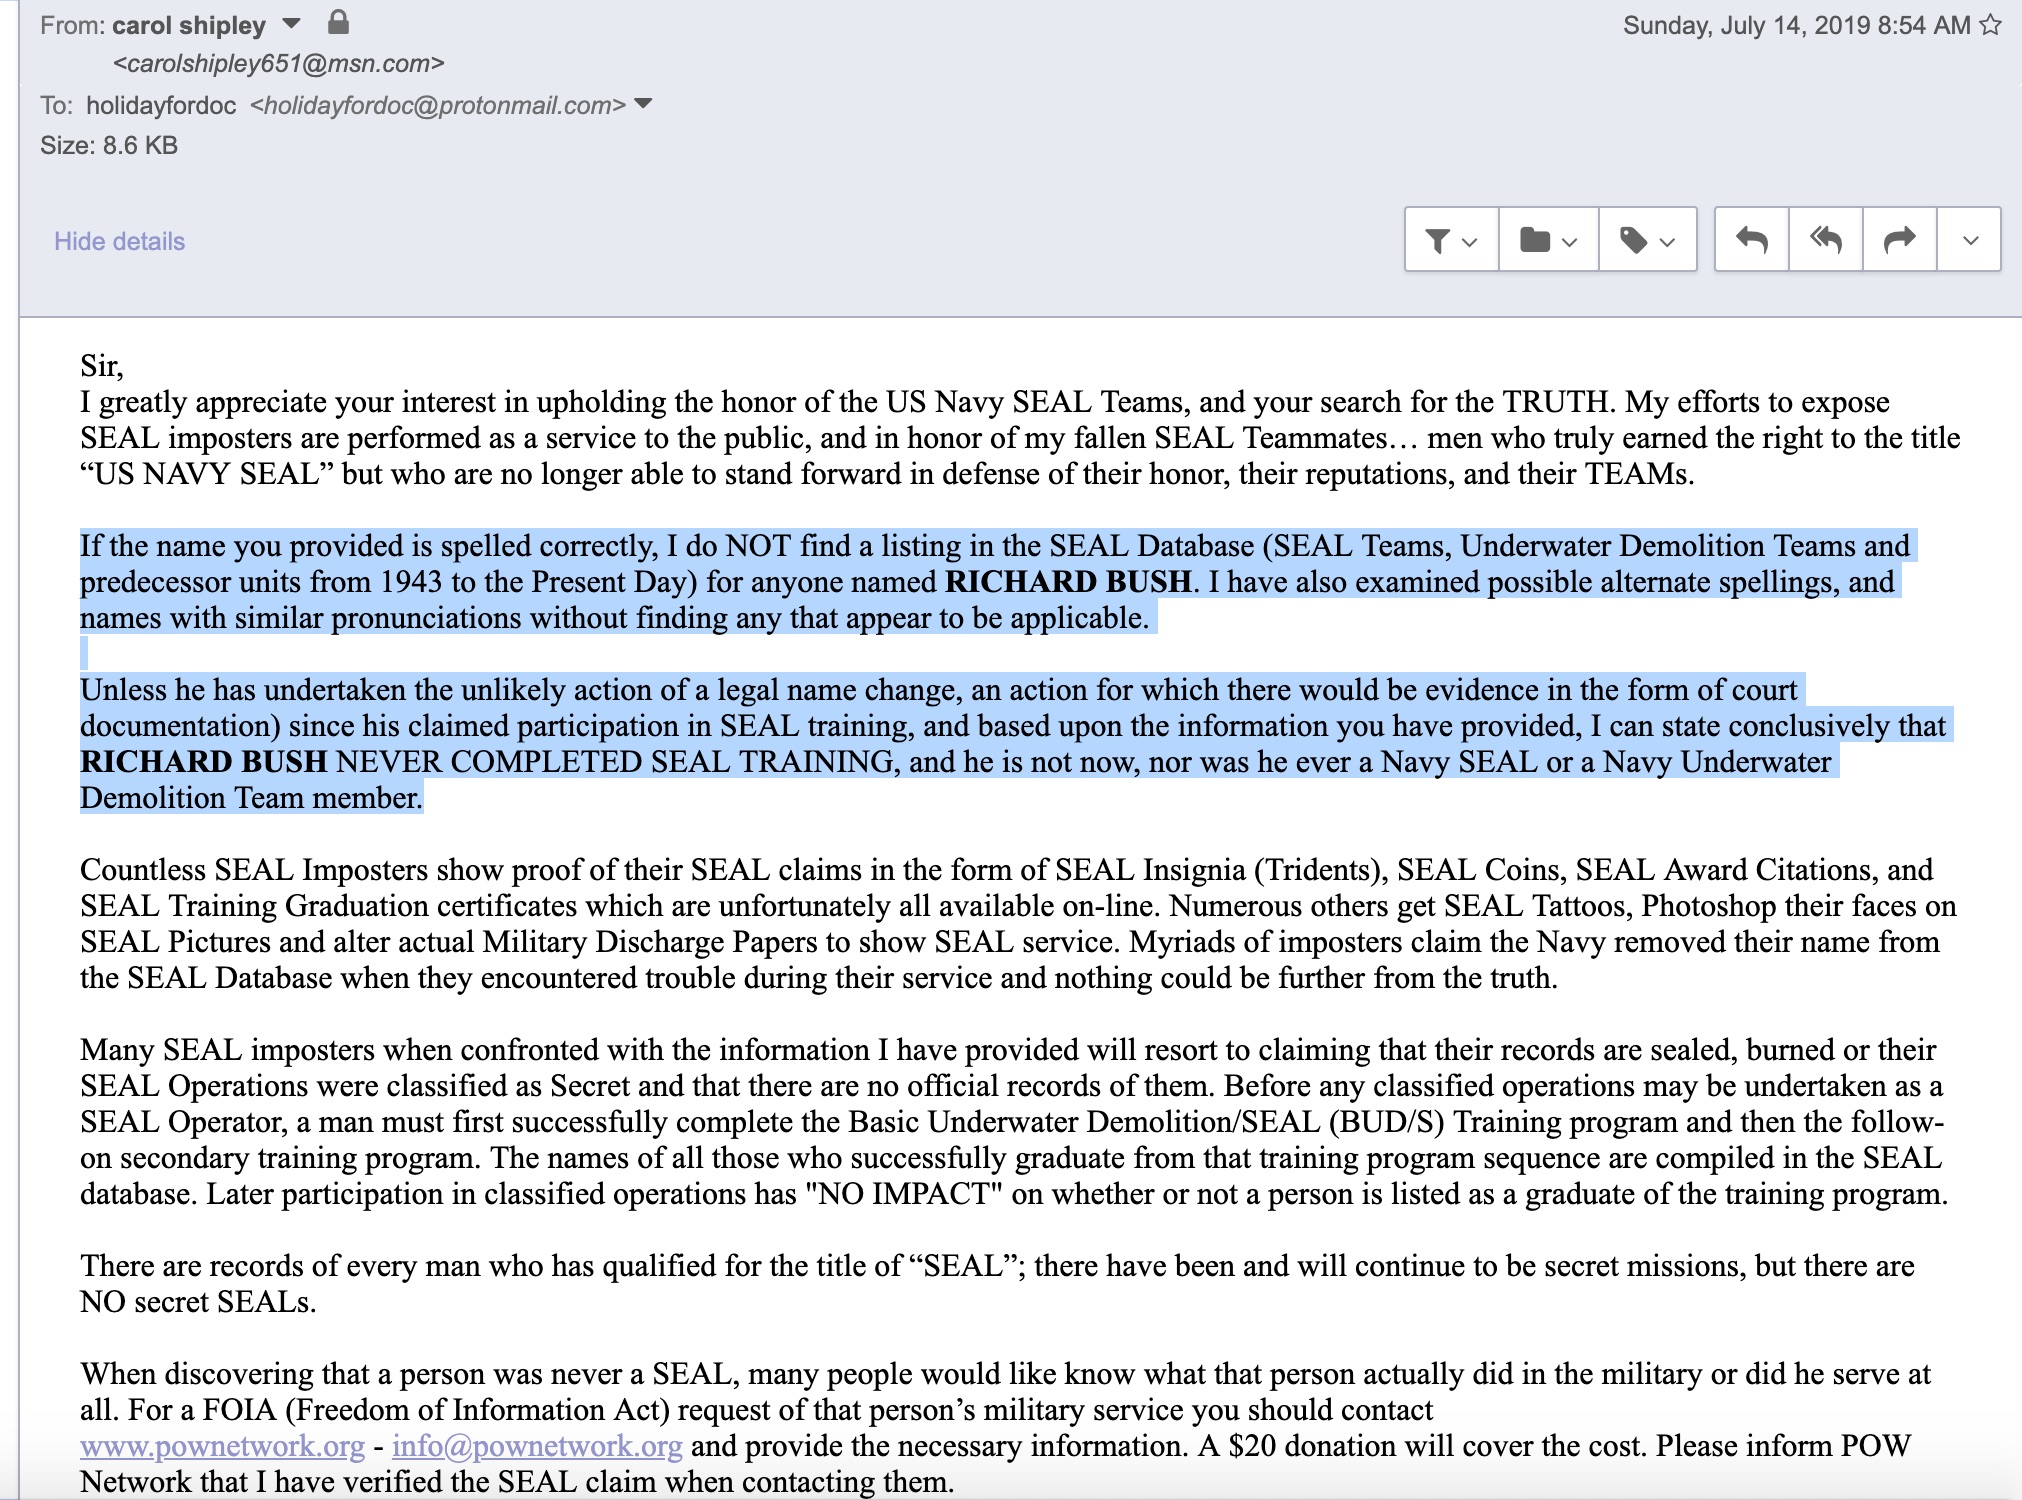 From: carol shipley
Sunday, July 14, 2019 8:54 AM
<carolshipley651@msn.com>
To: holidayfordoc <holidayfordoc@protonmail.com>
Size: 8.6 KB
Hide details
Sir,
I greatly appreciate your interest in upholding the honor of the US Navy SEAL Teams, and your search for the TRUTH. My efforts to expose
SEAL imposters are performed as a service to the public, and in honor of my fallen SEAL Teammates… men who truly earned the right to the title
“US NAVY SEAL” but who are no longer able to stand forward in defense of their honor, their reputations, and their TEAMs.
If the name you provided is spelled correctly, I do NOT find a listing in the SEAL Database (SEAL Teams, Underwater Demolition Teams and
predecessor units from 1943 to the Present Day) for anyone named RICHARD BUSH. I have also examined possible alternate spellings, and
names with similar pronunciations without finding any that appear to be applicable.
Unless he has undertaken the unlikely action of a legal name change, an action for which there would be evidence in the form of court
documentation) since his claimed participation in SEAL training, and based upon the information you have provided, I can state conclusively that
RICHARD BUSH NEVER COMPLETED SEAL TRAINING, and he is not now, nor was he ever a Navy SEAL or a Navy Underwater
Demolition Team member.
Countless SEAL Imposters show proof of their SEAL claims in the form of SEAL Insignia (Tridents), SEAL Coins, SEAL Award Citations, and
SEAL Training Graduation certificates which are unfortunately all available on-line. Numerous others get SEAL Tattoos, Photoshop their faces on
SEAL Pictures and alter actual Military Discharge Papers to show SEAL service. Myriads of imposters claim the Navy removed their name from
the SEAL Database when they encountered trouble during their service and nothing could be further from the truth.
Many SEAL imposters when confronted with the information I have provided will resort to claiming that their records are sealed, burned or their
SEAL Operations were classified as Secret and that there are no official records of them. Before any classified operations may be undertaken as a
SEAL Operator, a man must first successfully complete the Basic Underwater Demolition/SEAL (BUD/S) Training program and then the follow-
on secondary training program. The names of all those who successfully graduate from that training program sequence are compiled in the SEAL
database. Later participation in classified operations has "NO IMPACT" on whether or not a person is listed as a graduate of the training program.
There are records of every man who has qualified for the title of “SEAL”; there have been and will continue to be secret missions, but there are
NO secret SEALs.
When discovering that a person was never a SEAL, many people would like know what that person actually did in the military or did he serve at
all. For a FOIA (Freedom of Information Act) request of that person’s military service you should contact
www.pownetwork.org - info@pownetwork.org and provide the necessary information. A $20 donation will cover the cost. Please inform POW
Network that I have verified the SEAL claim when contacting them.